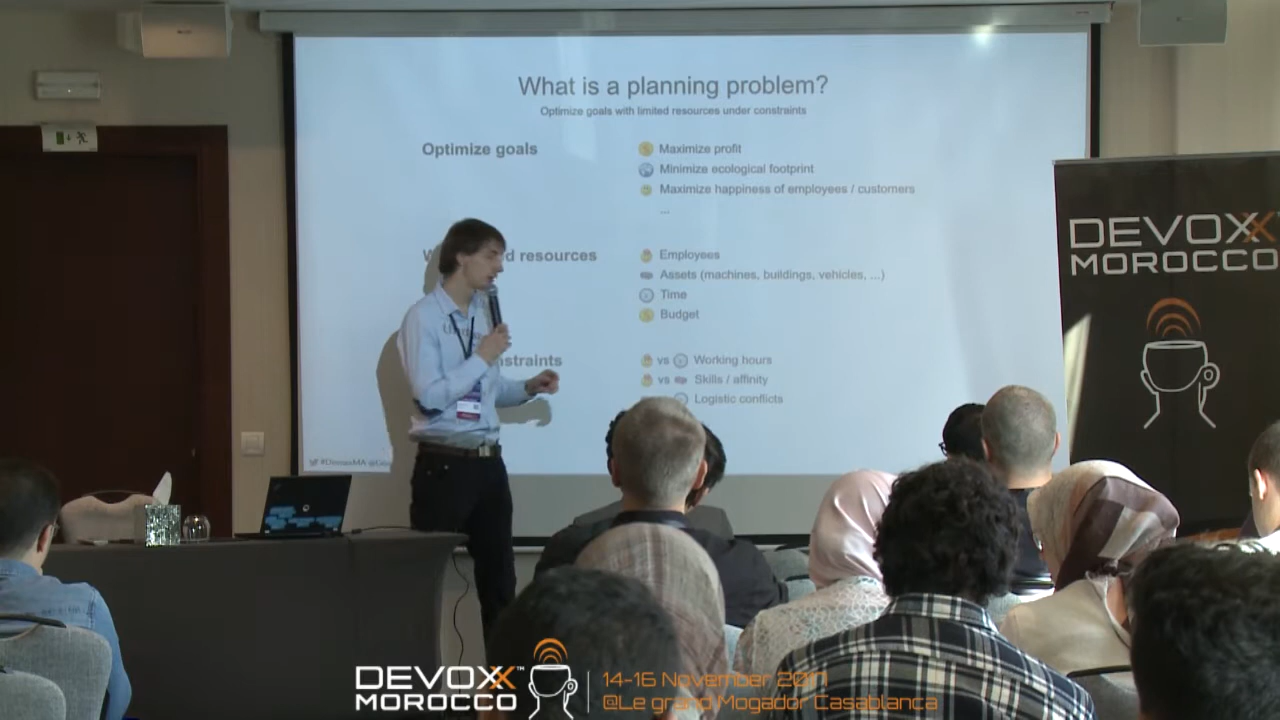 What is a planning problem?
Optimize goals with limited resources under constraints
Optimize goals
Maximize profit
Minimize ecological footprint
Maximize happiness of employees / customers
...
resources
Employees
Assets (machines, buildings, vehicles, ...)
Time
Budget
vs Working hours
vs Skills / affinity
Logistic conflicts
#DevoxxMA
DEVOXX
MOROCCO
DEVOXX™
MOROCCO
14-16 November 2017
@Le grand Mogador Casablanca